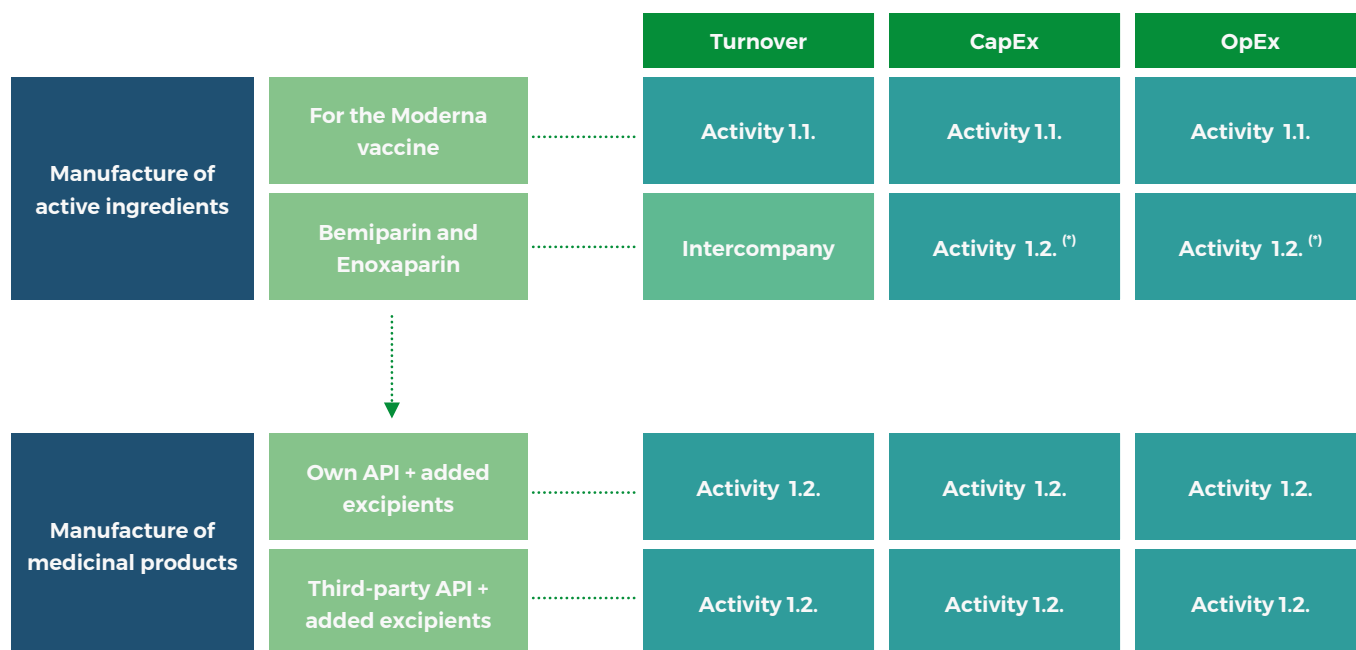 Turnover
CapEx
OpEx
Manufacture of
active ingredients
For the Moderna
vaccine
Activity 1.1.
Activity 1.1.
Activity 1.1.
Bemiparin and
Enoxaparin
Intercompany
Activity 1.2. (*)
Activity 1.2. (*)
Manufacture of
medicinal products
Own API + added
excipients
Activity 1.2.
Activity 1.2.
Activity 1.2.
Third-party API +
added excipients
Activity 1.2.
Activity 1.2.
Activity 1.2.